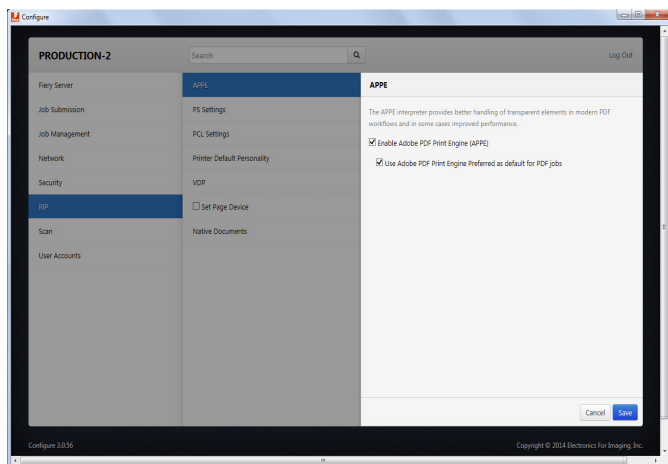 Configure
PRODUCTION-2
Search
Log Out
Fiery Server
Job Submission
Job Management
Network
Security
RIP
Scan
User Accounts
APPE
PS Settings
PCL Settings
Printer Default Personality
VDP
Set Page Device
Native Documents
APPE
The APPE interpreter provides better handling of transparent elements in modern PDF
workflows and in some cases improved performance.
Enable Adobe PDF Print Engine (APPE)
Use Adobe PDF Print Engine Preferred as default for PDF jobs
Cancel
Save
Configure 3.0.56
Copyright © 2014 Electronics For Imaging, Inc.